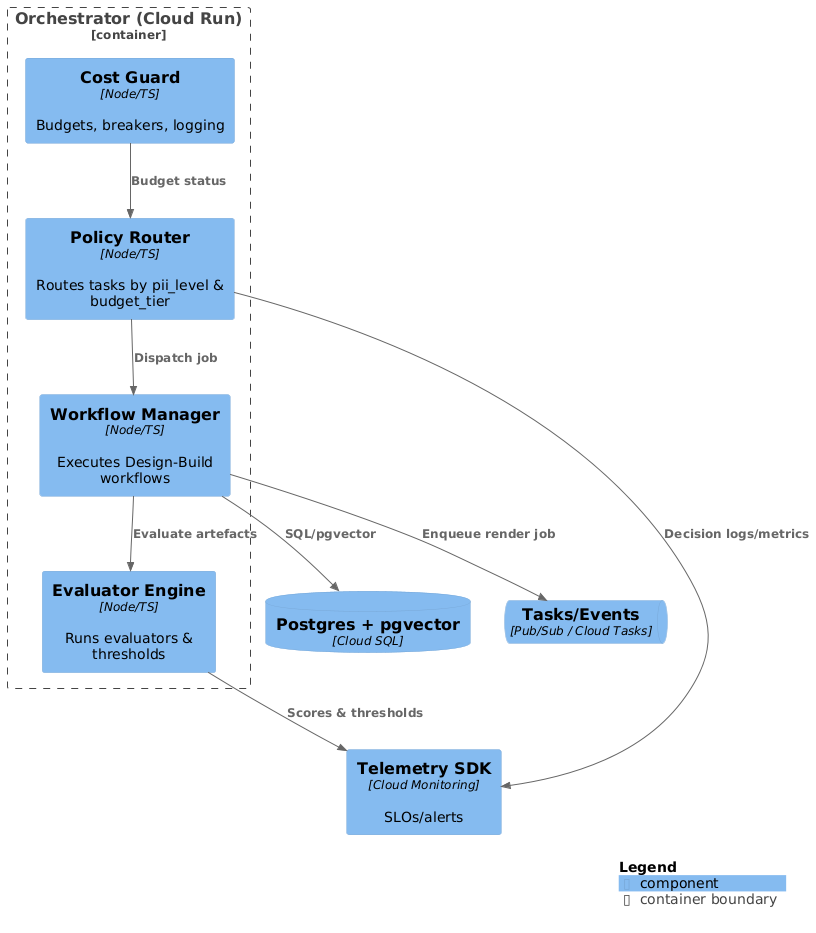 Orchestrator (Cloud Run)
[container]
Cost Guard
[Node/TS]
Budgets, breakers, logging
Budget status
Policy Router
[Node/TS]
Routes tasks by pii_level &
budget_tier
Dispatch job
Workflow Manager
[Node/TS]
Executes Design-Build
workflows
Evaluate artefacts
SQL/pgvector
Enqueue render job
Decision logs/metrics
Evaluator Engine
[Node/TS]
Runs evaluators &
thresholds
Postgres + pgvector
[Cloud SQL]
Tasks/Events
[Pub/Sub / Cloud Tasks]
Scores & thresholds
Telemetry SDK
[Cloud Monitoring]
SLOs/alerts
Legend
component
container boundary